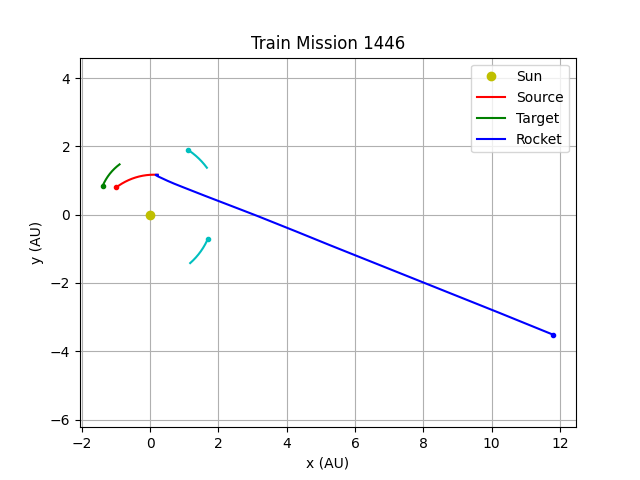 Train Mission 1446
Sun
Source
Target
Rocket
4
2
0
−2
−4
−6
y (AU)
−2
0
2
4
6
8
10
12
x (AU)